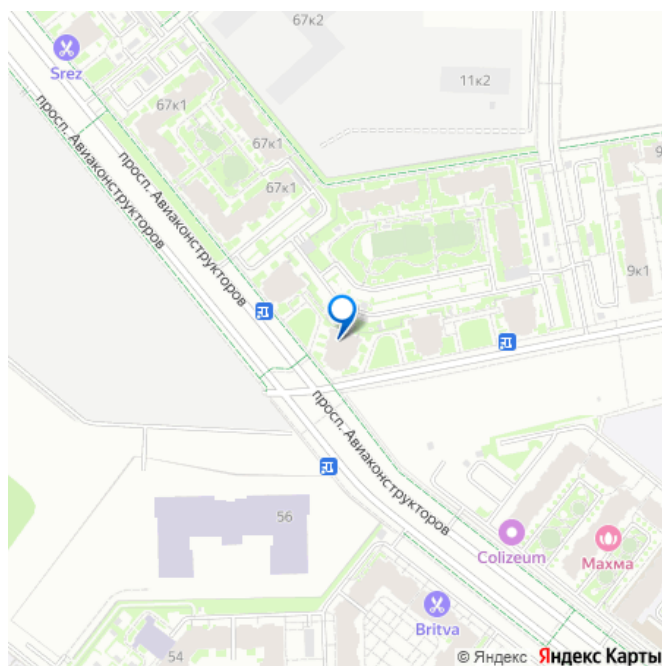 67к2
Srez
11к2
67к1
просп. Авиаконструкторов
просп. Авиаконструкторов
67к1
9
67к1
9к1
просп. Авиаконструкторов
56
Colizeum
Махма
Britva
54
© Яндекс Яндекс Карты